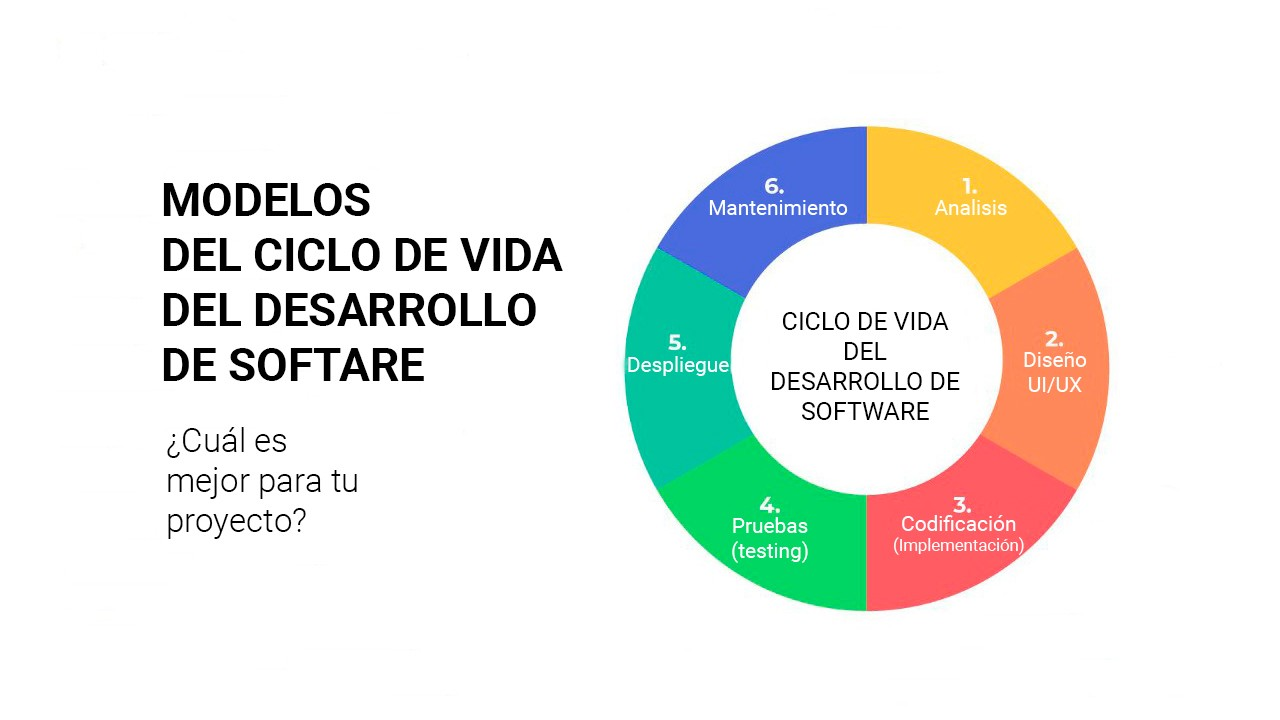 MODELOS
DEL CICLO DE VIDA
DEL DESARROLLO
DE SOFTARE
¿Cuál es
mejor para tu
proyecto?
1.
Analisis
2.
Diseño
UI/UX
3.
Codificación
(Implementación)
4.
Pruebas
(testing)
5.
Despliegue
6.
Mantenimiento
CICLO DE VIDA
DEL
DESARROLLO DE
SOFTWARE